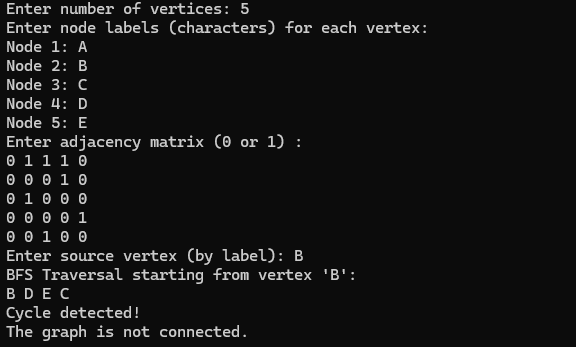 Enter number of vertices: 5
Enter node labels (characters) for each vertex:
Node 1: A
Node 2: B
Node 3: C
Node 4: D
Node 5: E
Enter adjacency matrix (0 or 1) :
0 1 1 1 0
0 0 0 1 0
0 1 0 0 0
0 0 0 0 1
0 0 1 0 0
Enter source vertex (by label): B
BFS Traversal starting from vertex 'B':
B D E C
Cycle detected!
The graph is not connected.